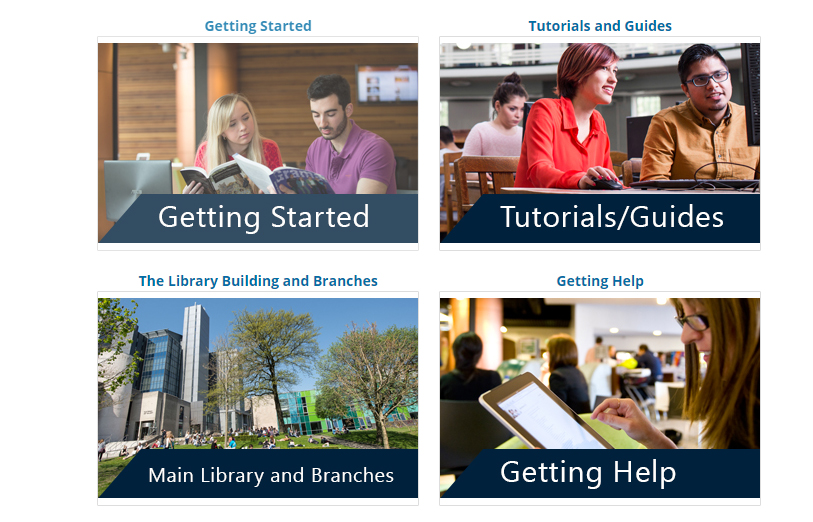 Getting Started
Tutorials and Guides
Getting Started
Tutorials/Guides
The Library Building and Branches
Getting Help
Main Library and Branches
Getting Help